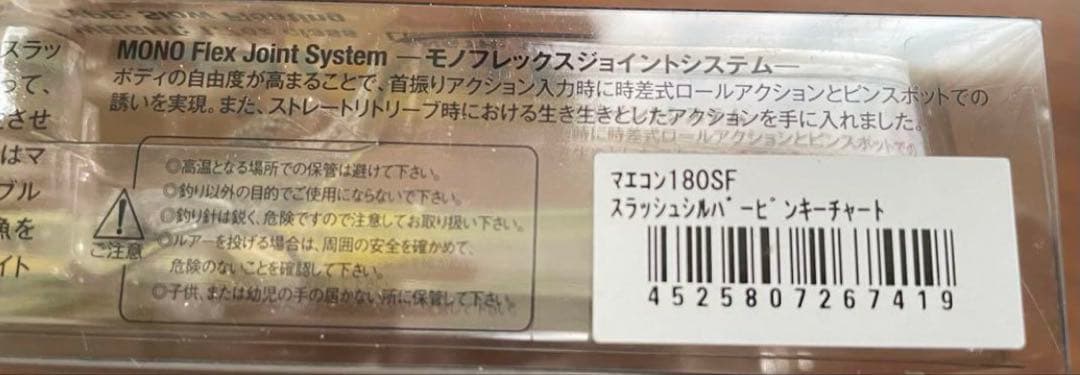 スラッ
って、
させ
はマ
ブル
魚を
イト
MONO Flex Joint System ―モノフレックスジョイントシステム―
ボディの自由度が高まることで、首振りアクション入力時に時差式ロールアクションとピンスポットでの
誘いを実現。また、ストレートリトリーブ時における生き生きとしたアクションを手に入れました。
ご注意
◎高温となる場所での保管は避けて下さい。
◎釣り以外の目的でご使用にならないで下さい。
◎釣り針は鋭く、危険ですので注意してお取り扱い下さい。
◎ルアーを投げる場合は、周囲の安全を確かめて、
危険のないことを確認して下さい。
◎子供、または幼児の手の届かない所に保管して下さい。
マエコン180SF
スラッシュシルバーピンキーチャート
4525807267419